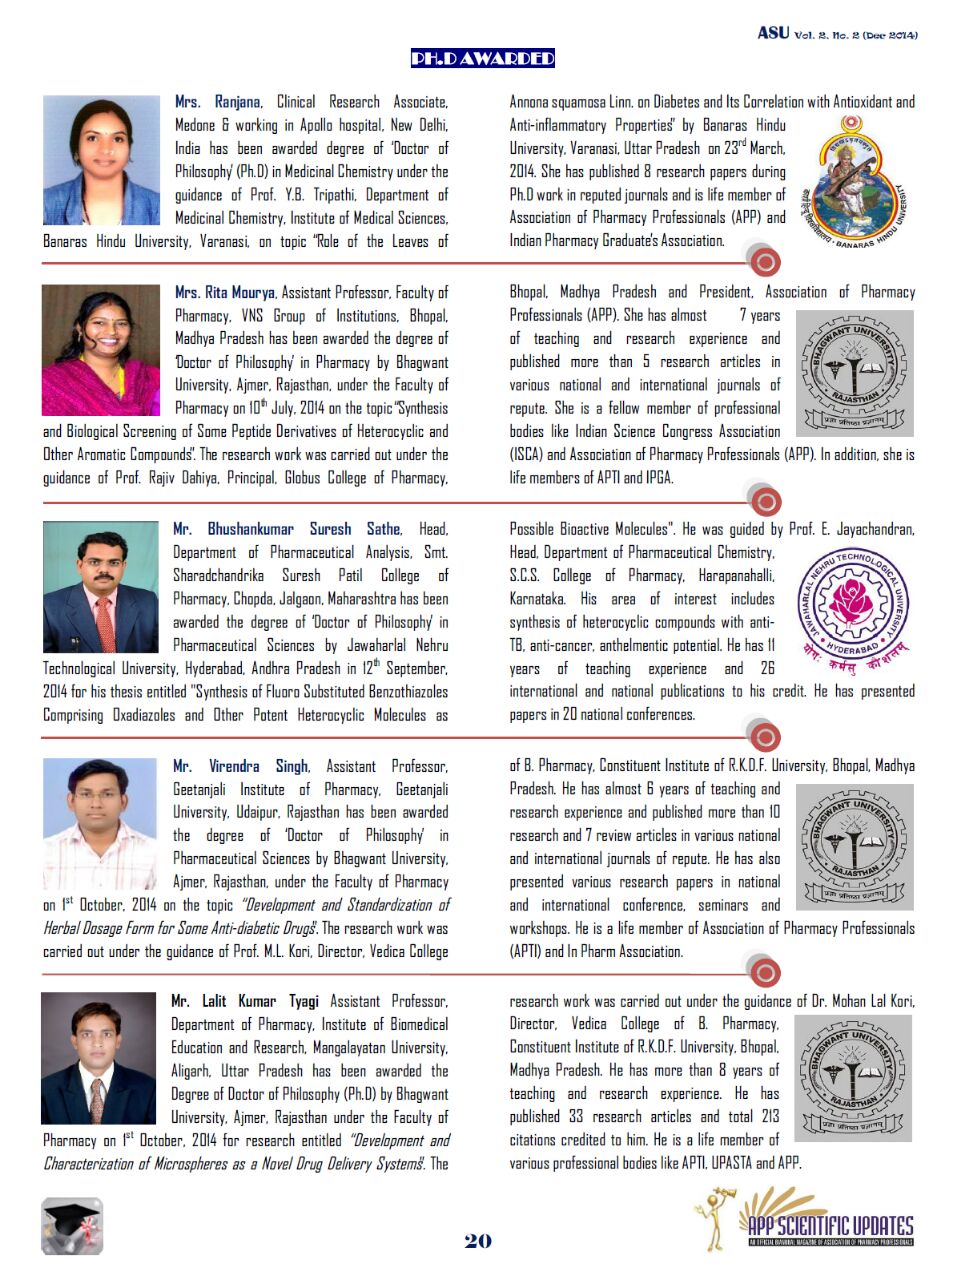 ASU Vol. 2, No. 2 (Dec 2014)
PH.D AWARDED
Mrs. Ranjana, Clinical Research Associate,
Medone & working in Apollo hospital, New Delhi,
India has been awarded degree of 'Doctor of
Philosophy' (Ph.D) in Medicinal Chemistry under the
guidance of Prof. Y.B. Tripathi, Department of
Medicinal Chemistry, Institute of Medical Sciences,
Banaras Hindu University, Varanasi, on topic "Role of the Leaves of
Annona squamosa Linn. on Diabetes and Its Correlation with Antioxidant and
Anti-inflammatory Properties" by Banaras Hindu
University, Varanasi, Uttar Pradesh on 23rd March,
2014. She has published 8 research papers during
Ph.D work in reputed journals and is life member of
Association of Pharmacy Professionals (APP) and
Indian Pharmacy Graduate's Association.
BANARAS HINDU UNIVERSITY
Mrs. Rita Mourya, Assistant Professor, Faculty of
Pharmacy, VNS Group of Institutions, Bhopal,
Madhya Pradesh has been awarded the degree of
'Doctor of Philosophy' in Pharmacy by Bhagwant
University, Ajmer, Rajasthan, under the Faculty of
Pharmacy on 10th July, 2014 on the topic "Synthesis
and Biological Screening of Some Peptide Derivatives of Heterocyclic and
Other Aromatic Compounds". The research work was carried out under the
guidance of Prof. Rajiv Dahiya, Principal, Globus College of Pharmacy,
Bhopal, Madhya Pradesh and President, Association of Pharmacy
Professionals (APP). She has almost 7 years
of teaching and research experience and
published more than 5 research articles in
various national and international journals of
repute. She is a fellow member of professional
bodies like Indian Science Congress Association
(ISCA) and Association of Pharmacy Professionals (APP). In addition, she is
life members of APTI and IPGA.
BHAGWANT UNIVERSITY
RAJASTHAN
प्रज्ञा प्रतिष्ठा प्रज्ञानम्
Mr. Bhushankumar Suresh Sathe, Head,
Department of Pharmaceutical Analysis, Smt.
Sharadchandrika Suresh Patil College of
Pharmacy, Chopda, Jalgaon, Maharashtra has been
awarded the degree of 'Doctor of Philosophy' in
Pharmaceutical Sciences by Jawaharlal Nehru
Technological University, Hyderabad, Andhra Pradesh in 12th September,
2014 for his thesis entitled "Synthesis of Fluoro Substituted Benzothiazoles
Comprising Oxadiazoles and Other Potent Heterocyclic Molecules as
Possible Bioactive Molecules". He was guided by Prof. E. Jayachandran,
Head, Department of Pharmaceutical Chemistry,
S.C.S. College of Pharmacy, Harapanahalli,
Karnataka. His area of interest includes
synthesis of heterocyclic compounds with anti-
TB, anti-cancer, anthelmentic potential. He has 11
years of teaching experience and 26
international and national publications to his credit. He has presented
papers in 20 national conferences.
JAWAHARLAL NEHRU TECHNOLOGICAL UNIVERSITY
HYDERABAD
योगः कर्मसु कौशलम्
Mr. Virendra Singh, Assistant Professor,
Geetanjali Institute of Pharmacy, Geetanjali
University, Udaipur, Rajasthan has been awarded
the degree of 'Doctor of Philosophy' in
Pharmaceutical Sciences by Bhagwant University,
Ajmer, Rajasthan, under the Faculty of Pharmacy
on 1st October, 2014 on the topic "Development and Standardization of
Herbal Dosage Form for Some Anti-diabetic Drugs". The research work was
carried out under the guidance of Prof. M.L. Kori, Director, Vedica College
of B. Pharmacy, Constituent Institute of R.K.D.F. University, Bhopal, Madhya
Pradesh. He has almost 6 years of teaching and
research experience and published more than 10
research and 7 review articles in various national
and international journals of repute. He has also
presented various research papers in national
and international conference, seminars and
workshops. He is a life member of Association of Pharmacy Professionals
(APTI) and In Pharm Association.
BHAGWANT UNIVERSITY
RAJASTHAN
प्रज्ञा प्रतिष्ठा प्रज्ञानम्
Mr. Lalit Kumar Tyagi Assistant Professor,
Department of Pharmacy, Institute of Biomedical
Education and Research, Mangalayatan University,
Aligarh, Uttar Pradesh has been awarded the
Degree of Doctor of Philosophy (Ph.D) by Bhagwant
University, Ajmer, Rajasthan under the Faculty of
Pharmacy on 1st October, 2014 for research entitled "Development and
Characterization of Microspheres as a Novel Drug Delivery System". The
research work was carried out under the guidance of Dr. Mohan Lal Kori,
Director, Vedica College of B. Pharmacy,
Constituent Institute of R.K.D.F. University, Bhopal,
Madhya Pradesh. He has more than 8 years of
teaching and research experience. He has
published 33 research articles and total 213
citations credited to him. He is a life member of
various professional bodies like APTI, UPASTA and APP.
BHAGWANT UNIVERSITY
RAJASTHAN
प्रज्ञा प्रतिष्ठा प्रज्ञानम्
20
APP SCIENTIFIC UPDATES
AN OFFICIAL BIANNUAL MAGAZINE OF ASSOCIATION OF PHARMACY PROFESSIONALS